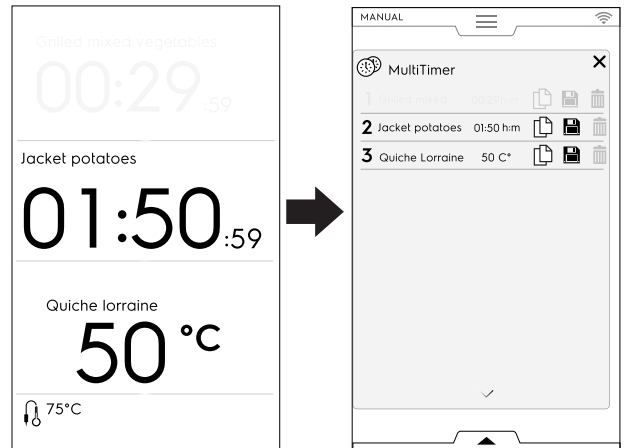 Grilled mixed vegetables
00:29:59
Jacket potatoes
01:50:59
Quiche lorraine
50 °C
75°C
MANUAL
MultiTimer
1 Grilled mixed 00:29 h:m
2 Jacket potatoes 01:50 h:m
3 Quiche Lorraine 50 C°